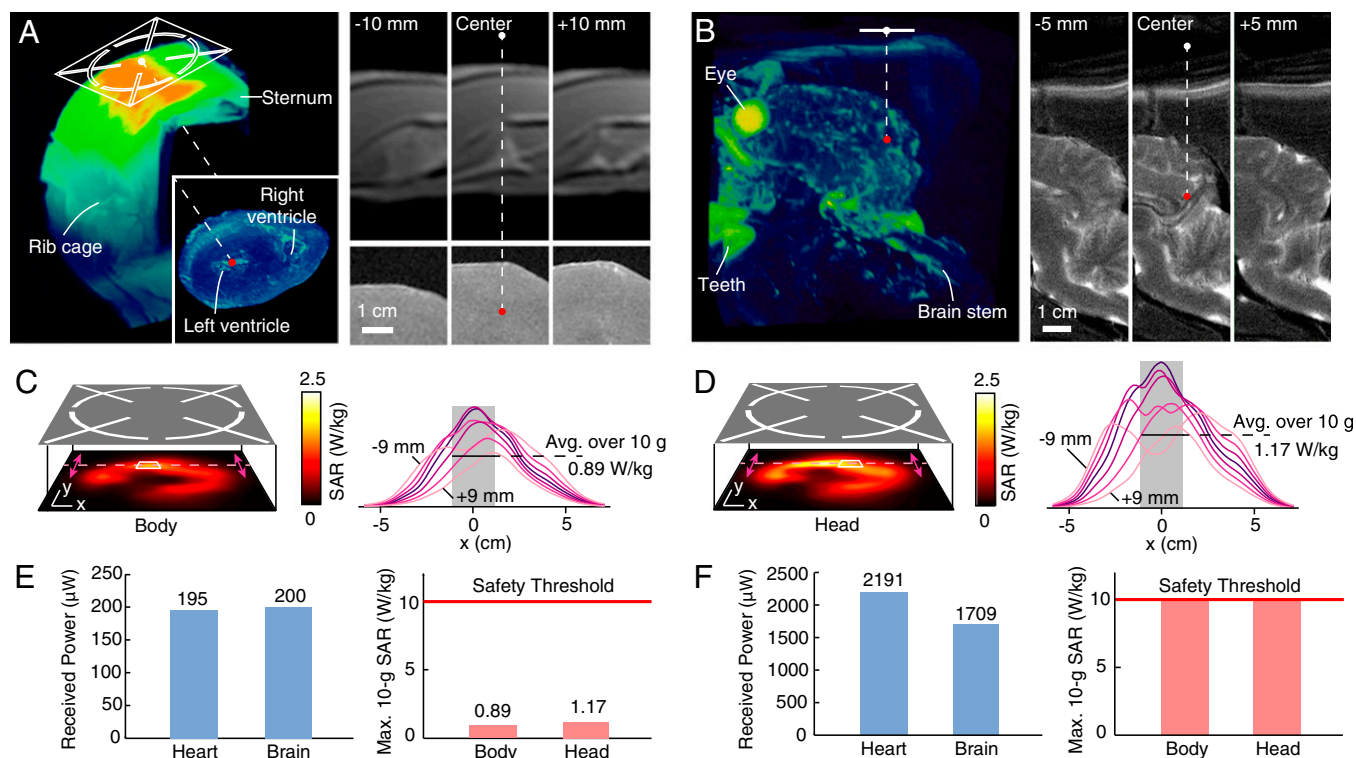 A
Sternum
Rib cage
Right
ventricle
Left ventricle
-10 mm
Center
+10 mm
1 cm
B
Eye
Teeth
Brain stem
-5 mm
Center
+5 mm
1 cm
C
2.5
0
SAR (W/kg)
y
x
Body
-9 mm
+9 mm
Avg. over 10 g
0.89 W/kg
-5
0
5
x (cm)
D
2.5
0
SAR (W/kg)
y
x
Head
-9 mm
+9 mm
Avg. over 10 g
1.17 W/kg
-5
0
5
x (cm)
E
Received Power (µW)
250
200
150
100
50
0
195
200
Heart
Brain
Max. 10-g SAR (W/kg)
10
5
0
Safety Threshold
0.89
1.17
Body
Head
F
Received Power (µW)
2500
2000
1500
1000
500
0
2191
1709
Heart
Brain
Max. 10-g SAR (W/kg)
10
5
0
Safety Threshold
Body
Head